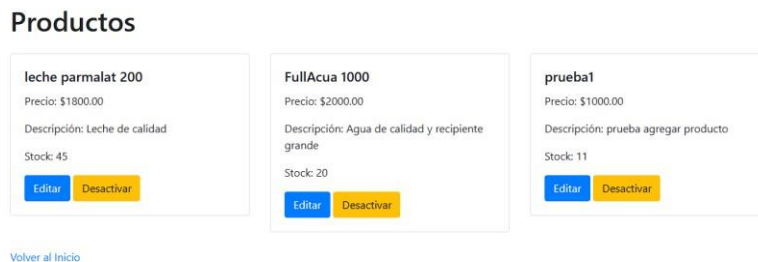 Productos
leche parmalat 200
Precio: $1800.00
Descripción: Leche de calidad
Stock: 45
Editar Desactivar
FullAcua 1000
Precio: $2000.00
Descripción: Agua de calidad y recipiente
grande
Stock: 20
Editar Desactivar
prueba1
Precio: $1000.00
Descripción: prueba agregar producto
Stock: 11
Editar Desactivar
Volver al Inicio